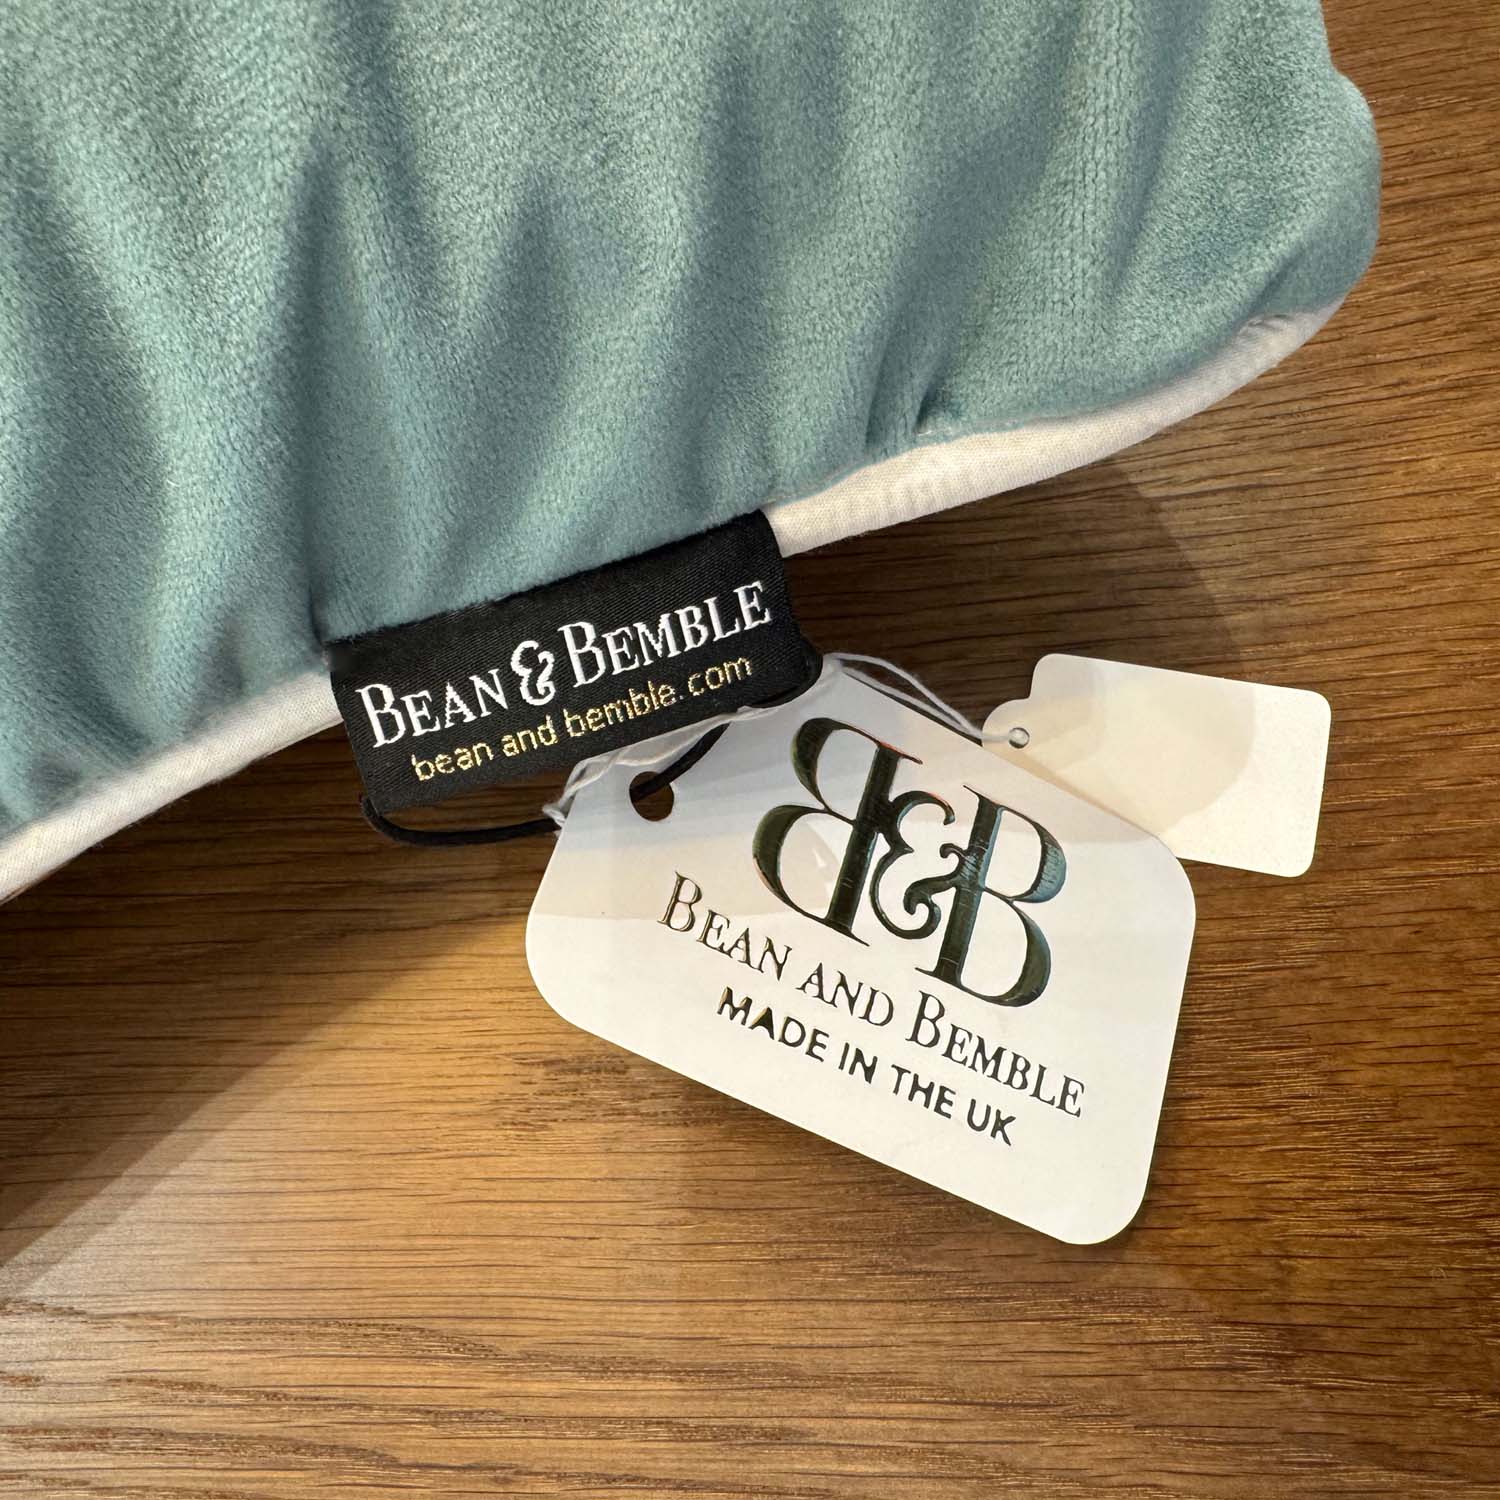 BEAN & BEMBLE
bean and bemble.com
B&B
BEAN AND BEMBLE
MADE IN THE UK